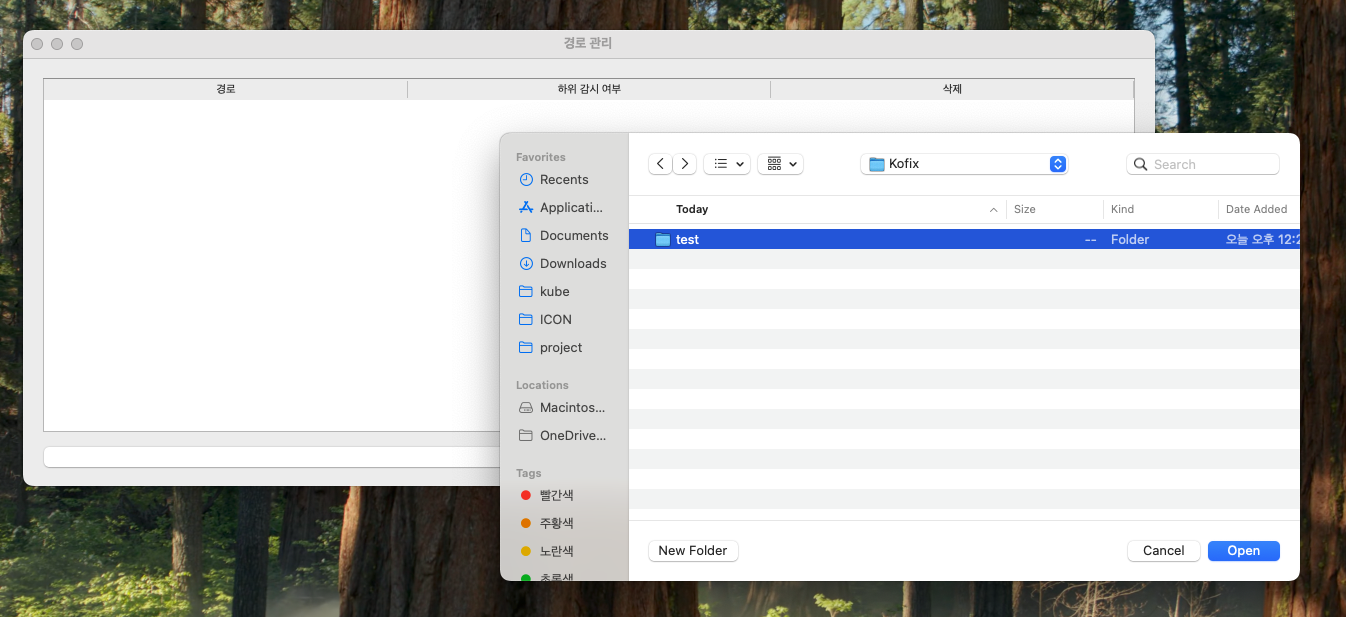 경로 관리
경로 하위 감시 여부 삭제
Favorites
Recents
Applicati...
Documents
Downloads
kube
ICON
project
Locations
Macintos...
OneDrive...
Tags
빨간색
주황색
노란색
초록색
Kofix
Search
Today Size Kind Date Added
test -- Folder 오늘 오후 12:2
New Folder Cancel Open